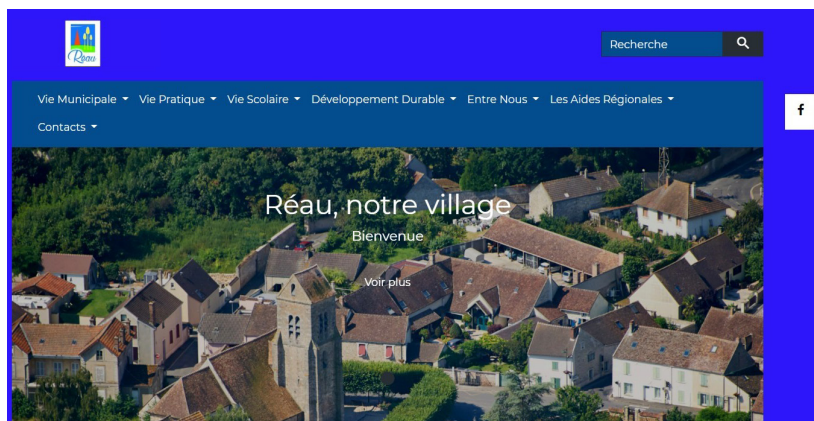 Réau
Recherche
Vie Municipale Vie Pratique Vie Scolaire Développement Durable Entre Nous Les Aides Régionales
Contacts
f
Réau, notre village
Bienvenue
Voir plus